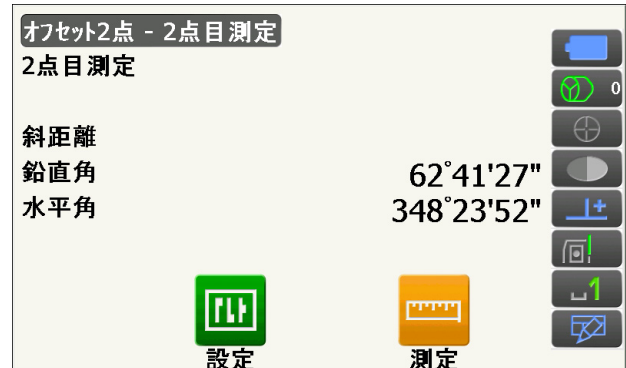 オフセット2点 - 2点目測定
2点目測定
斜距離
鉛直角 62°41'27"
水平角 348°23'52"
0
1
設定 測定